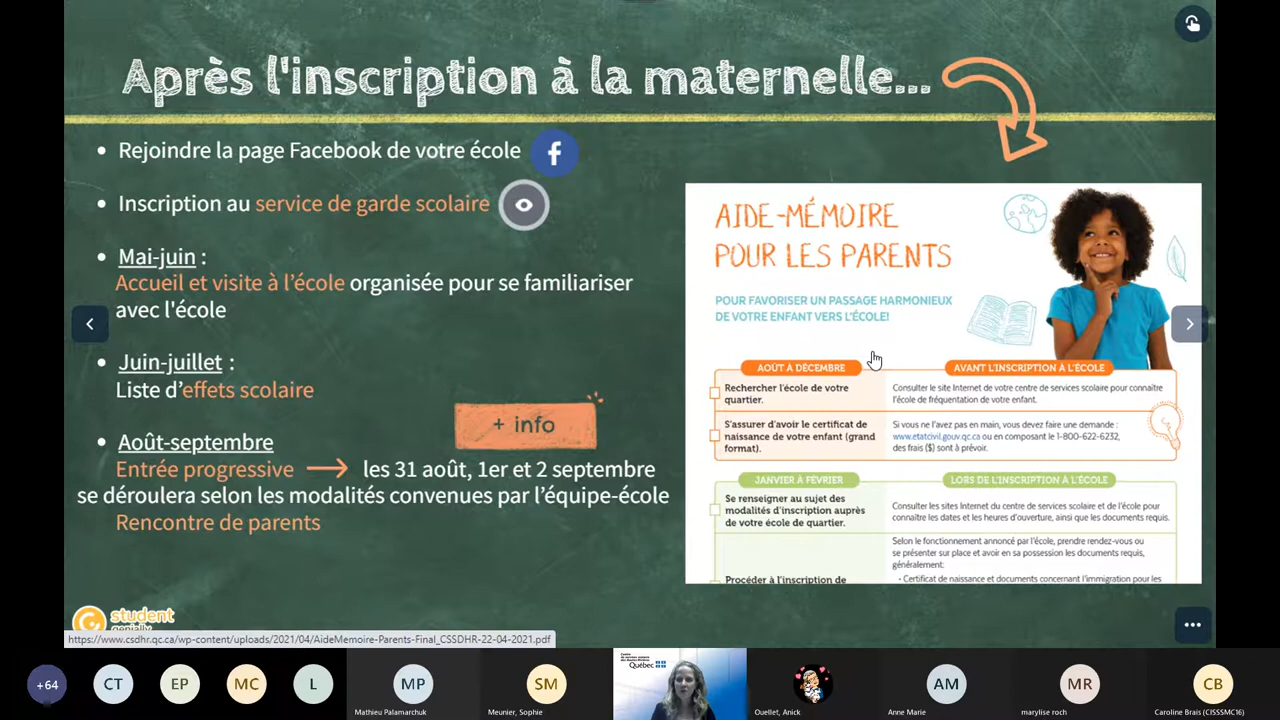 Après l'inscription à la maternelle...
Rejoindre la page Facebook de votre école
Inscription au service de garde scolaire
Mai-juin :
Accueil et visite à l'école organisée pour se familiariser
avec l'école
Juin-juillet :
Liste d'effets scolaire
+ info
Août-septembre
Entrée progressive → les 31 août, 1er et 2 septembre
se déroulera selon les modalités convenues par l'équipe-école
Rencontre de parents
AIDE-MÉMOIRE
POUR LES PARENTS
POUR FAVORISER UN PASSAGE HARMONIEUX
DE VOTRE ENFANT VERS L'ÉCOLE!
AOÛT À DÉCEMBRE
AVANT L'INSCRIPTION À L'ÉCOLE
Rechercher l'école de votre
quartier.
Consulter le site Internet de votre centre de services scolaire pour connaître
l'école de fréquentation de votre enfant.
S'assurer d'avoir le certificat de
naissance de votre enfant (grand
format).
Si vous ne l'avez pas en main, vous devez faire une demande :
www.etatcivil.gouv.qc.ca ou en composant le 1-800-622-6232,
des frais ($) sont à prévoir.
JANVIER À FÉVRIER
LORS DE L'INSCRIPTION À L'ÉCOLE
Se renseigner au sujet des
modalités d'inscription auprès
de votre école de quartier.
Consulter les sites Internet du centre de services scolaire et de l'école pour
connaître les dates et les heures d'ouverture, ainsi que les documents requis.
Procéder à l'inscription de
Selon le fonctionnement annoncé par l'école, prendre rendez-vous ou
se présenter sur place et avoir en sa possession les documents requis,
généralement:
• Certificat de naissance et documents concernant l'immigration pour les
student
genially
https://www.csdhr.qc.ca/wp-content/uploads/2021/04/AideMemoire-Parents-Final_CSSDHR-22-04-2021.pdf
+64
CT
EP
MC
L
MP
Mathieu Palamarchuk
SM
Meunier, Sophie
Québec
Ouellet, Anick
AM
Anne Marie
MR
marylise roch
CB
Caroline Brais (CISSSMC16)